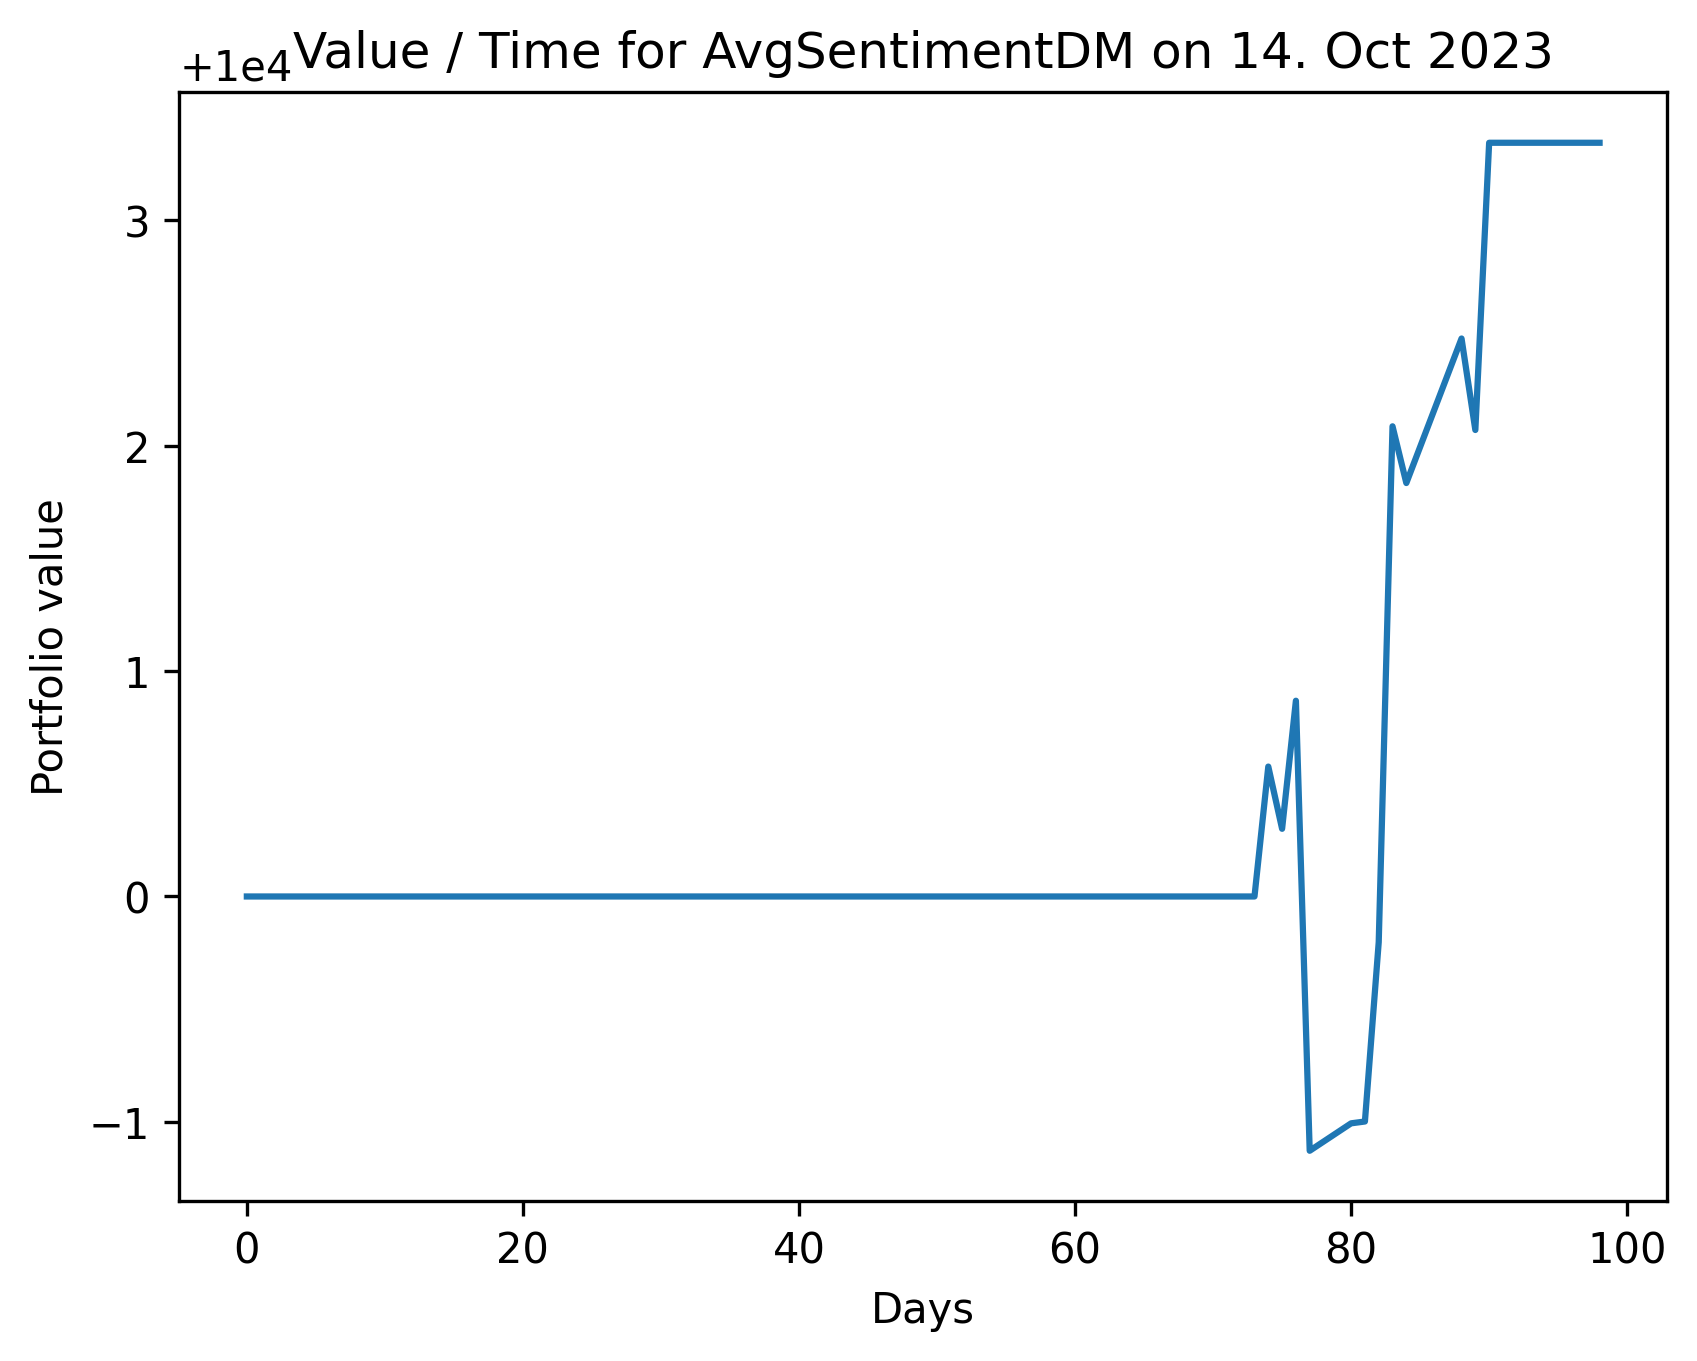 Value / Time for AvgSentimentDM on 14. Oct 2023
+1e4
3
2
1
0
−1
Portfolio value
0 20 40 60 80 100
Days